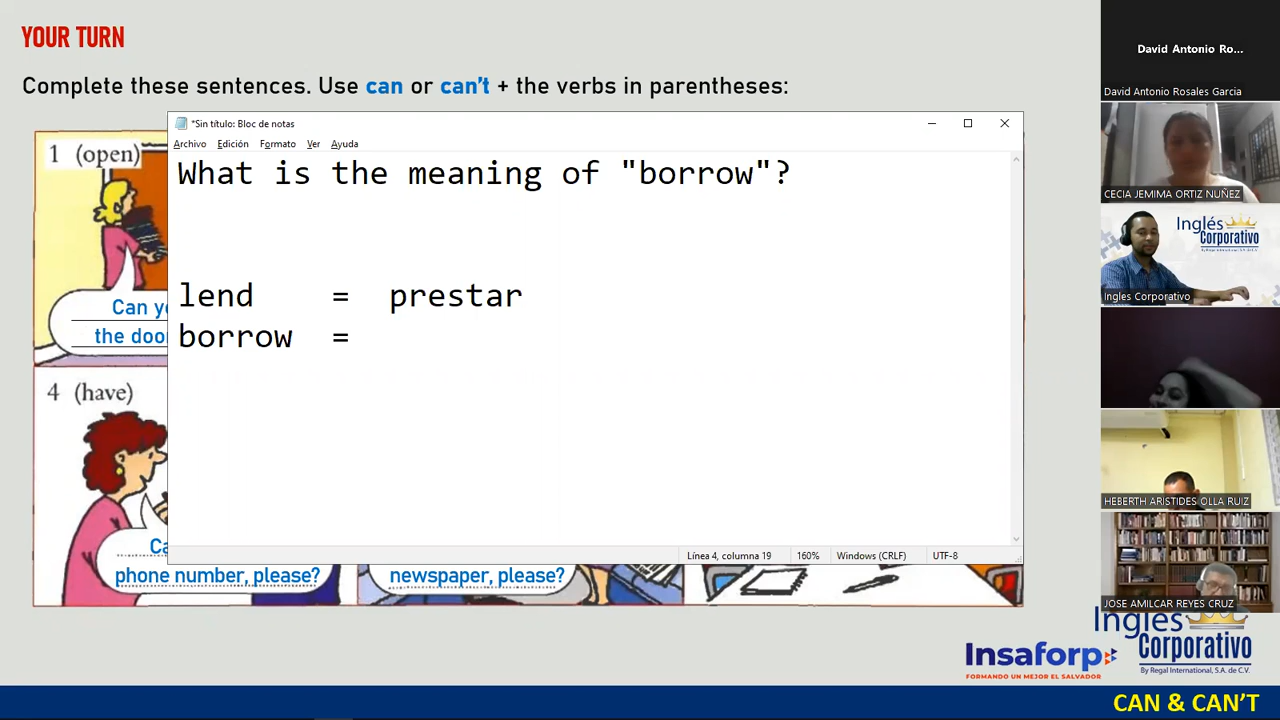 YOUR TURN
Complete these sentences. Use can or can't + the verbs in parentheses:
1 (open)
Can
the
4 (have)
phone number, please?
newspaper, please?
*Sin título: Bloc de notas
Archivo Edición Formato Ver Ayuda
What is the meaning of "borrow"?
lend = prestar
borrow =
Línea 4, columna 19 160% Windows (CRLF) UTF-8
David Antonio Ro...
David Antonio Rosales Garcia
CECIA JEMIMA ORTIZ NUÑEZ
Inglés
Corporativo
By Regal International, S.A. de C.V.
Ingles Corporativo
HEBERTH ARISTIDES OLLA RUIZ
JOSE AMILCAR REYES CRUZ
Insaforp
FORMANDO UN MEJOR EL SALVADOR
Inglés
Corporativo
By Regal International, S.A. de C.V.
CAN & CAN'T